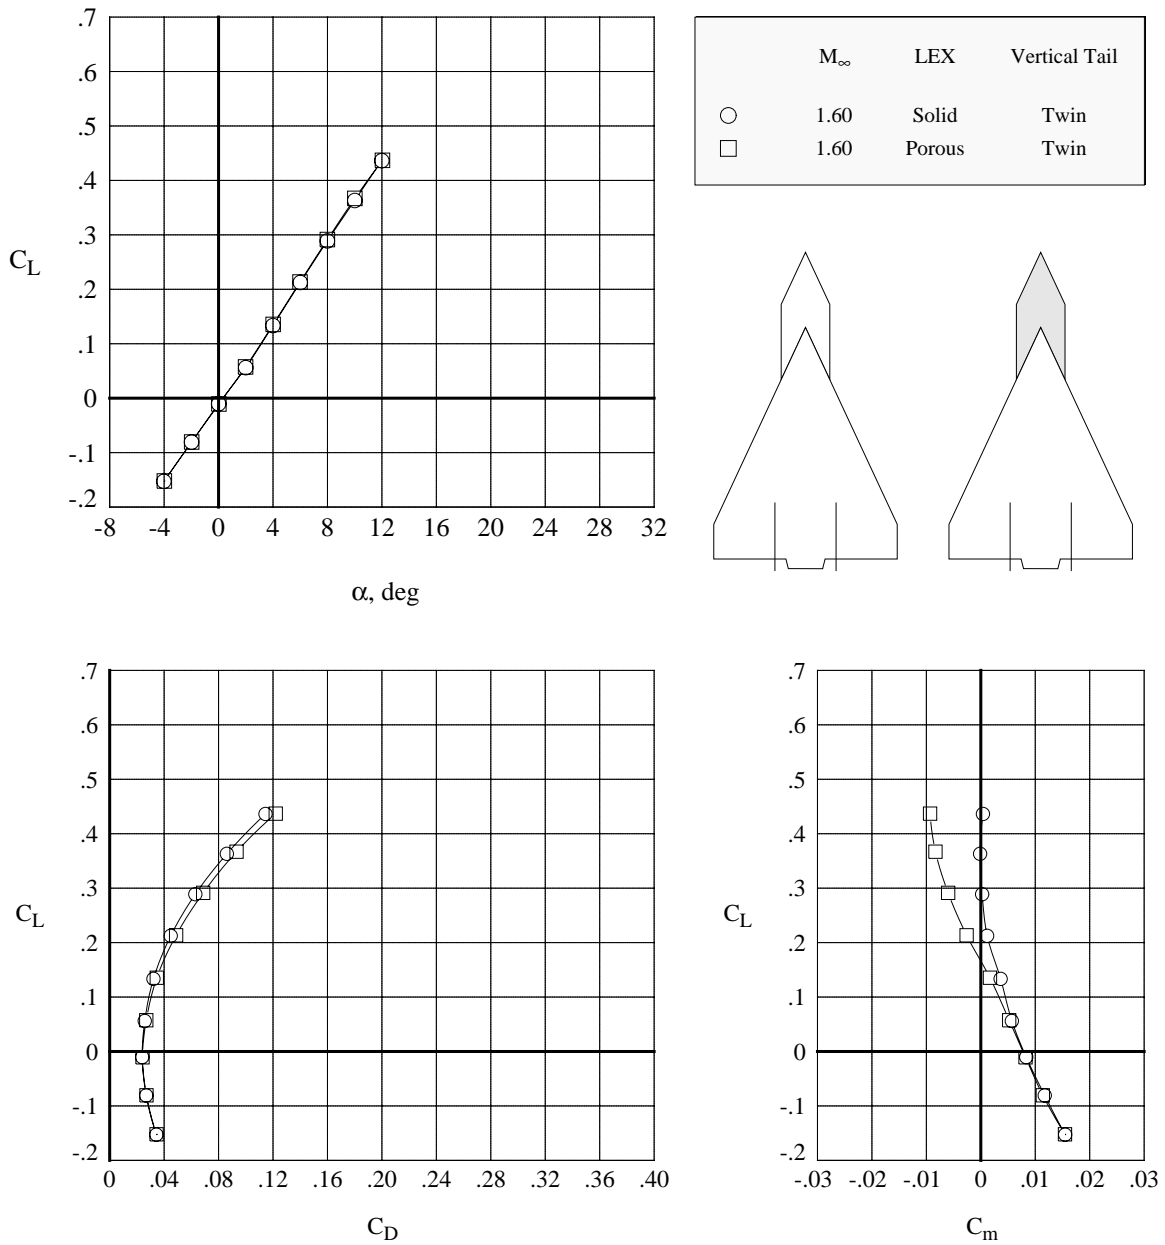 .7
.6
.5
.4
.3
.2
.1
0
-.1
-.2
C_L
-8 -4 0 4 8 12 16 20 24 28 32
α, deg
M∞ LEX Vertical Tail
1.60 Solid Twin
1.60 Porous Twin
.7
.6
.5
.4
.3
.2
.1
0
-.1
-.2
C_L
0 .04 .08 .12 .16 .20 .24 .28 .32 .36 .40
C_D
.7
.6
.5
.4
.3
.2
.1
0
-.1
-.2
C_L
-.03 -.02 -.01 0 .01 .02 .03
C_m